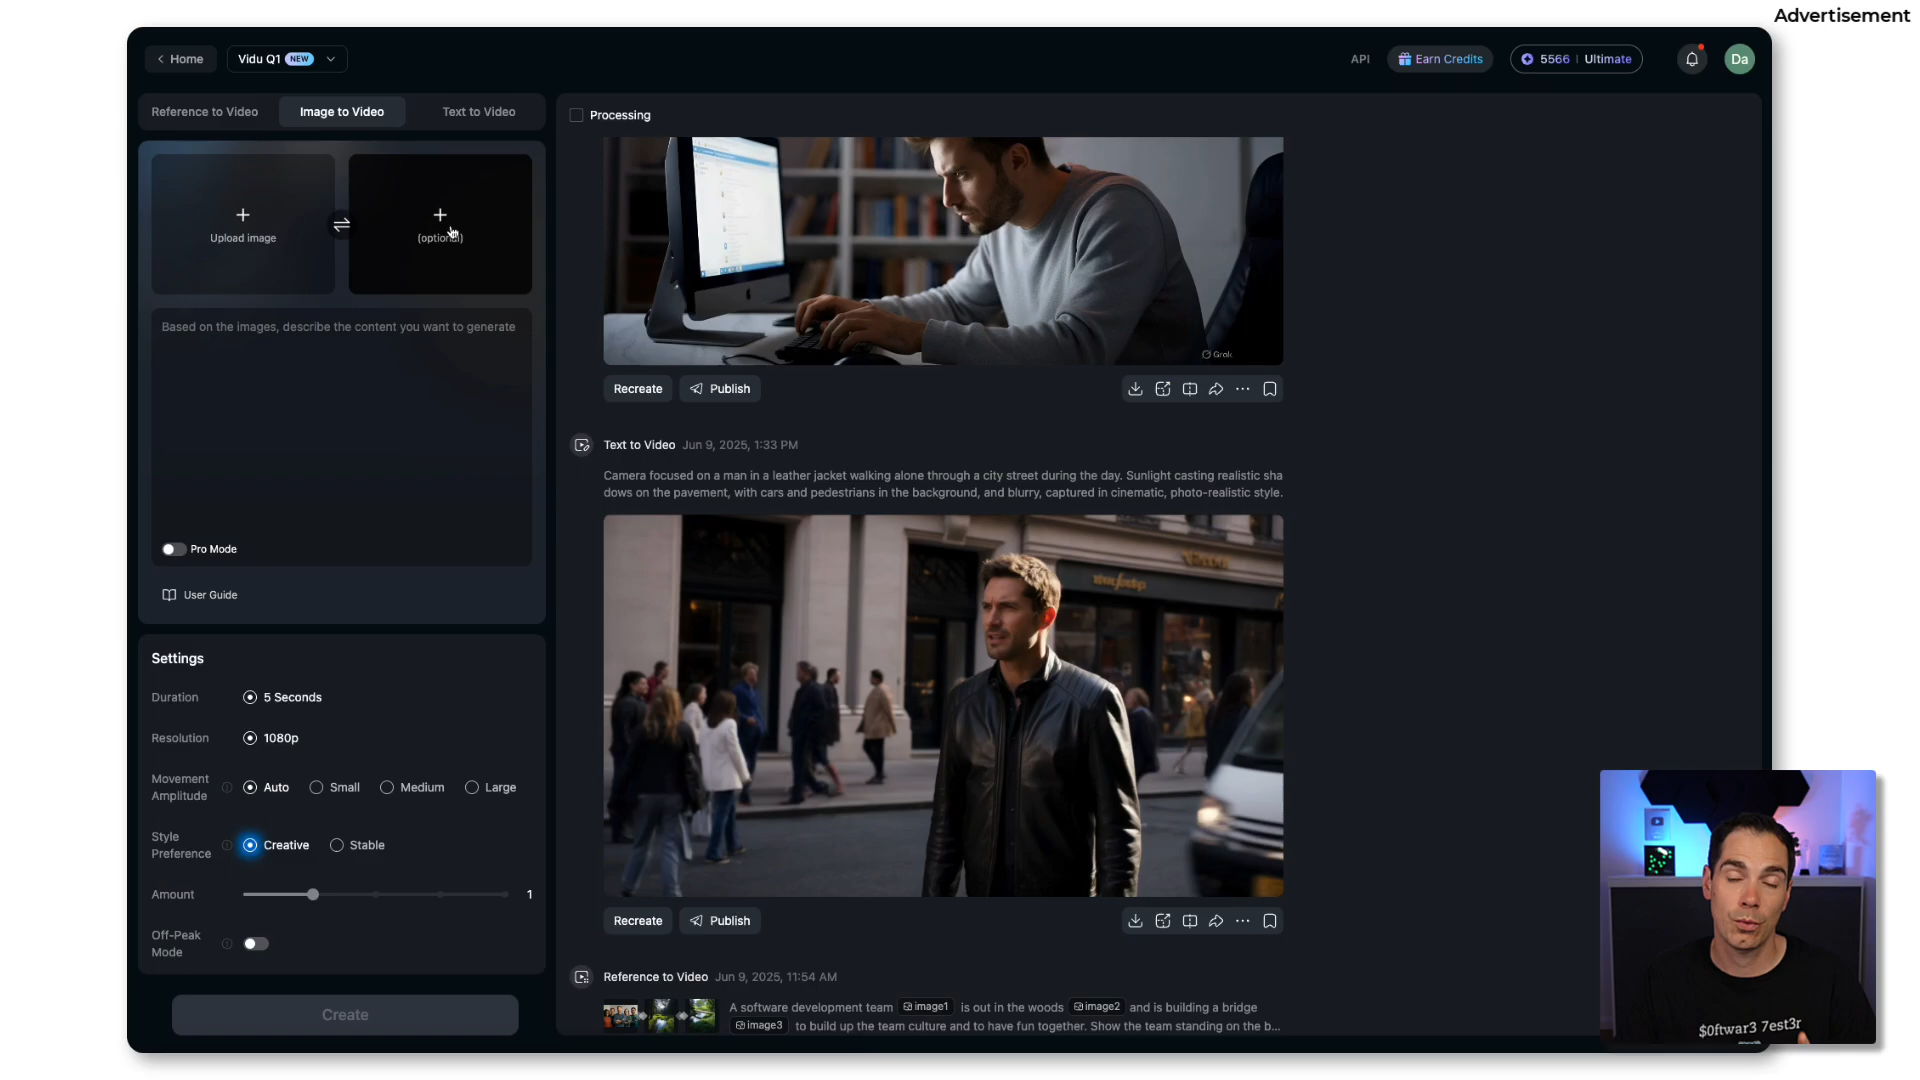 Advertisement
Home
Vidu Q1 NEW
API
Earn Credits
5566 | Ultimate
Da
Reference to Video
Image to Video
Text to Video
Processing
Upload image
(optional)
Based on the images, describe the content you want to generate
Pro Mode
User Guide
Grok
Recreate
Publish
Text to Video Jun 9, 2025, 1:33 PM
Camera focused on a man in a leather jacket walking alone through a city street during the day. Sunlight casting realistic sha
dows on the pavement, with cars and pedestrians in the background, and blurry, captured in cinematic, photo-realistic style.
Settings
Duration
5 Seconds
Resolution
1080p
Movement
Amplitude
Auto
Small
Medium
Large
Style
Preference
Creative
Stable
Amount
1
Off-Peak
Mode
Create
Recreate
Publish
Reference to Video Jun 9, 2025, 11:54 AM
A software development team image1 is out in the woods image2 and is building a bridge
image3 to build up the team culture and to have fun together. Show the team standing on the b...
$0ftwar3 7est3r